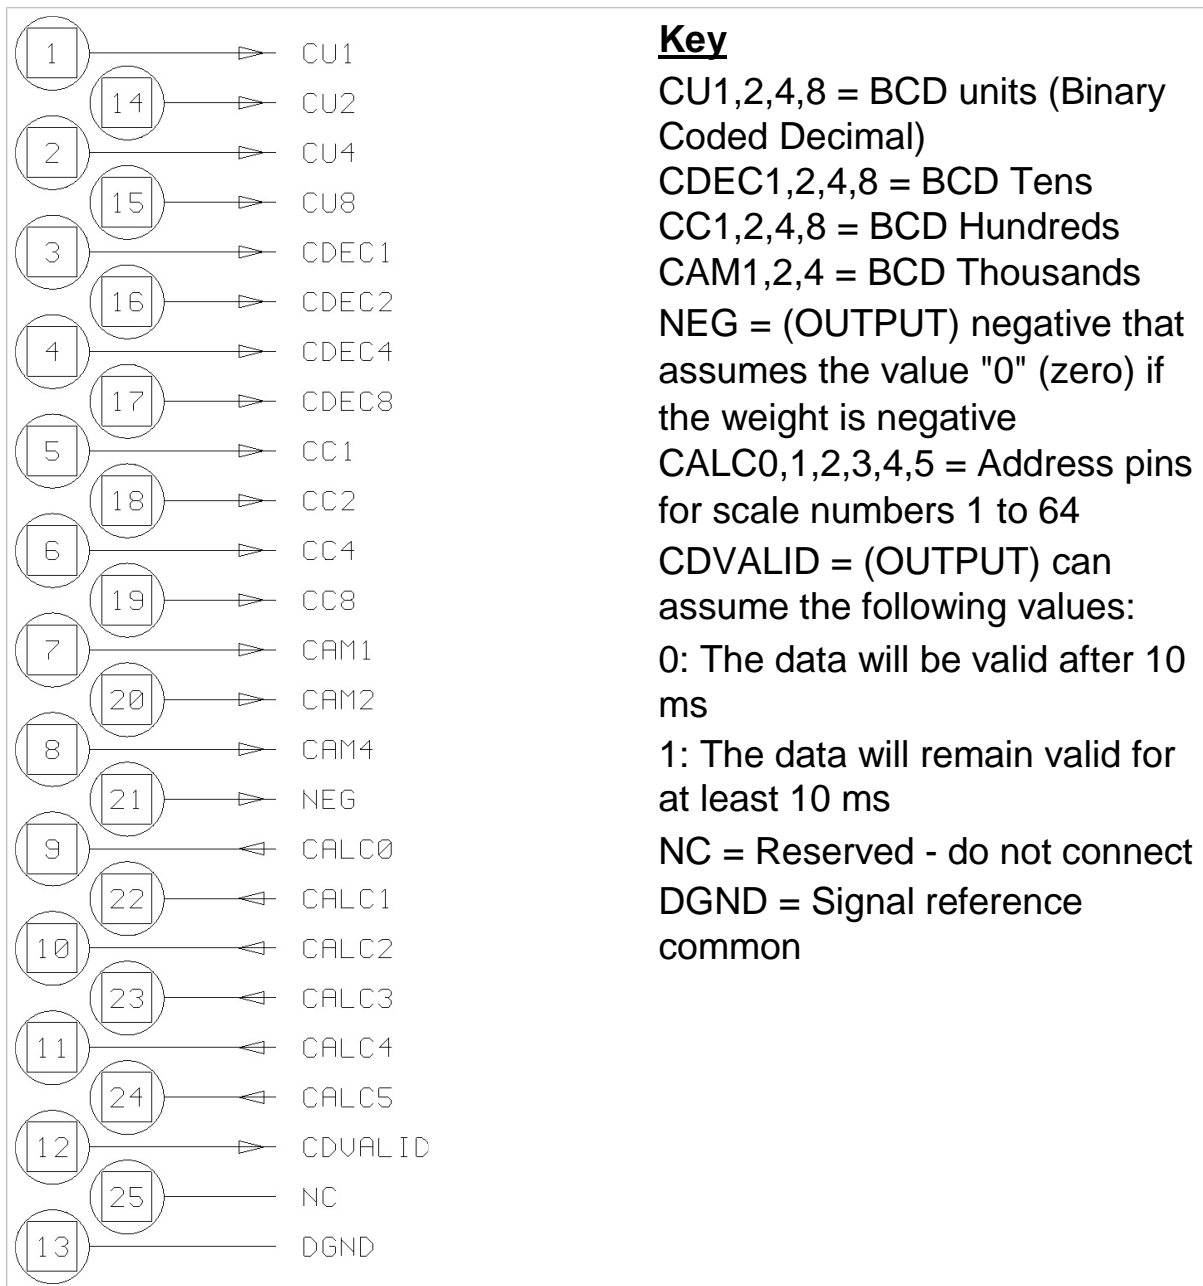 1 CU1
14 CU2
2 CU4
15 CU8
3 CDEC1
16 CDEC2
4 CDEC4
17 CDEC8
5 CC1
18 CC2
6 CC4
19 CC8
7 CAM1
20 CAM2
8 CAM4
21 NEG
9 CALC0
22 CALC1
10 CALC2
23 CALC3
11 CALC4
24 CALC5
12 CDVALID
25 NC
13 DGND
Key
CU1,2,4,8 = BCD units (Binary
Coded Decimal)
CDEC1,2,4,8 = BCD Tens
CC1,2,4,8 = BCD Hundreds
CAM1,2,4 = BCD Thousands
NEG = (OUTPUT) negative that
assumes the value "0" (zero) if
the weight is negative
CALC0,1,2,3,4,5 = Address pins
for scale numbers 1 to 64
CDVALID = (OUTPUT) can
assume the following values:
0: The data will be valid after 10
ms
1: The data will remain valid for
at least 10 ms
NC = Reserved - do not connect
DGND = Signal reference
common